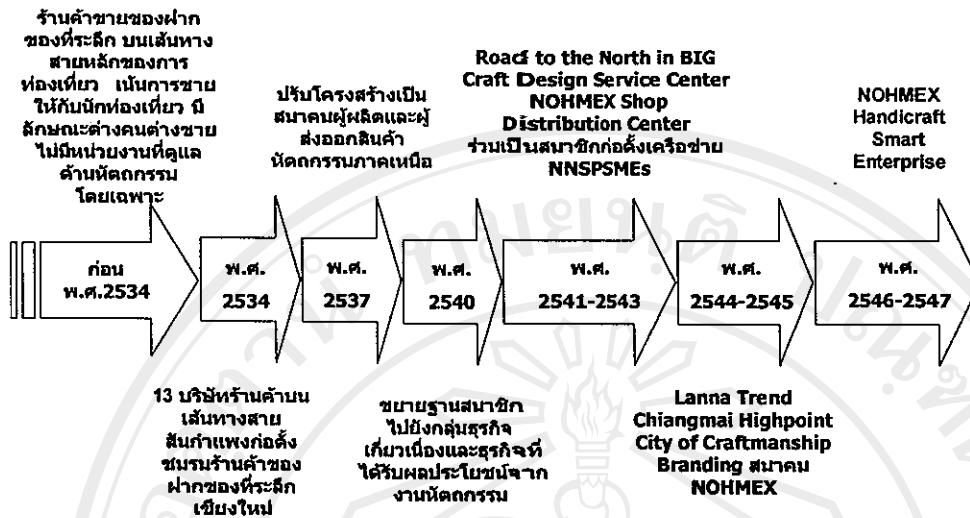 ร้านค้าขายของฝาก
ของที่ระลึก บนเส้นทาง
สายหลักของการ
ท่องเที่ยว เน้นการขาย
ให้กับนักท่องเที่ยว มี
ลักษณะต่างคนต่างขาย
ไม่มีหน่วยงานที่ดูแล
ด้านหัตถกรรม
โดยเฉพาะ
ปรับโครงสร้างเป็น
สมาคมผู้ผลิตและผู้
ส่งออกสินค้า
หัตถกรรมภาคเหนือ
Road to the North in BIG
Craft Design Service Center
NOHMEX Shop
Distribution Center
ร่วมเป็นสมาชิกก่อตั้งเครือข่าย
NNSPSMEs
NOHMEX
Handicraft
Smart
Enterprise
ก่อน
พ.ศ.2534
พ.ศ.
2534
พ.ศ.
2537
พ.ศ.
2540
พ.ศ.
2541-2543
พ.ศ.
2544-2545
พ.ศ.
2546-2547
13 บริษัทร้านค้าบน
เส้นทางสาย
สันกำแพงก่อตั้ง
ชมรมร้านค้าของ
ฝากของที่ระลึก
เชียงใหม่
ขยายฐานสมาชิก
ไปยังกลุ่มธุรกิจ
เกี่ยวเนื่องและธุรกิจที่
ได้รับผลประโยชน์จาก
งานหัตถกรรม
Lanna Trend
Chiangmai Highpoint
City of Craftmanship
Branding สมาคม
NOHMEX